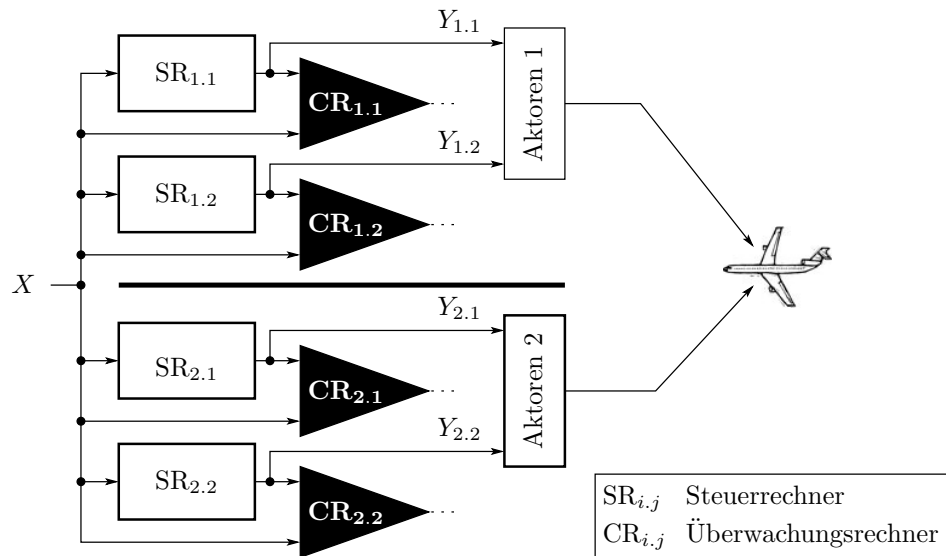 Y1.1
SR1.1
CR1.1
...
Aktoren 1
Y1.2
SR1.2
CR1.2
...
X
Y2.1
SR2.1
CR2.1
...
Aktoren 2
Y2.2
SR2.2
CR2.2
...
SRi.j Steuerrechner
CRi.j Überwachungsrechner